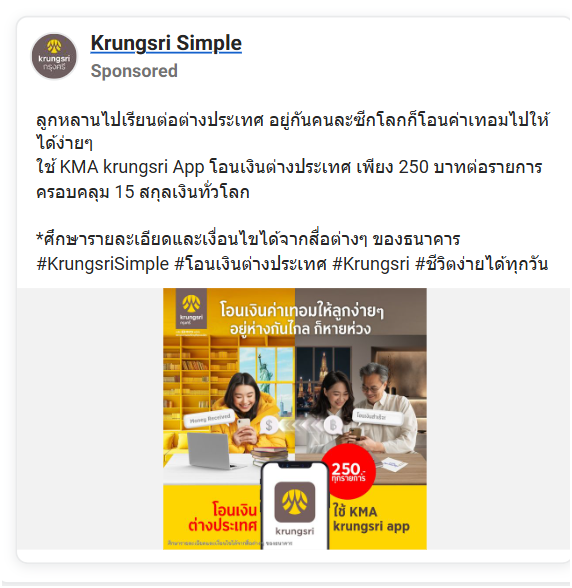 krungsri
กรุงศรี
Krungsri Simple
Sponsored
ลูกหลานไปเรียนต่อต่างประเทศ อยู่กันคนละซีกโลกก็โอนค่าเทอมไปให้
ได้ง่ายๆ
ใช้ KMA krungsri App โอนเงินต่างประเทศ เพียง 250 บาทต่อรายการ
ครอบคลุม 15 สกุลเงินทั่วโลก
*ศึกษารายละเอียดและเงื่อนไขได้จากสื่อต่างๆ ของธนาคาร
#KrungsriSimple #โอนเงินต่างประเทศ #Krungsri #ชีวิตง่ายได้ทุกวัน
krungsri
กรุงศรี
โอนเงินค่าเทอมให้ลูกง่ายๆ
อยู่ห่างกันไกล ก็หายห่วง
Money Received
$
฿
โอนเงินสำเร็จ
250.-
ทุกรายการ
โอนเงิน
ต่างประเทศ
krungsri
ใช้ KMA
krungsri app